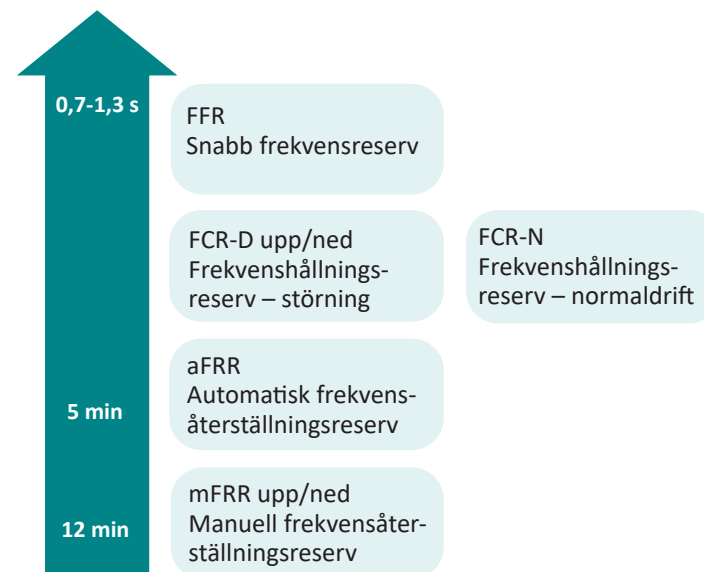 0,7-1,3 s
FFR
Snabb frekvensreserv
FCR-D upp/ned
Frekvenshållnings-
reserv – störning
FCR-N
Frekvenshållnings-
reserv – normaldrift
5 min
aFRR
Automatisk frekvens-
återställningsreserv
12 min
mFRR upp/ned
Manuell frekvensåter-
ställningsreserv